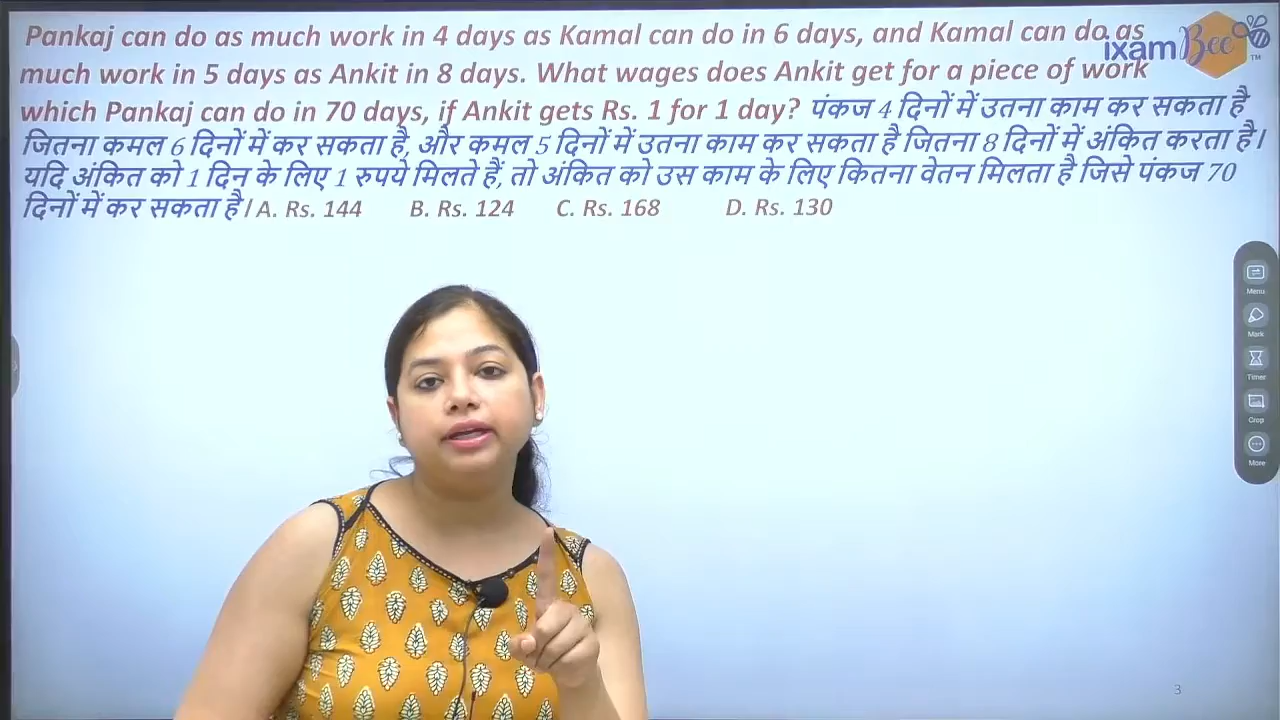 Pankaj can do as much work in 4 days as Kamal can do in 6 days, and Kamal can do as
ixamBee™
much work in 5 days as Ankit in 8 days. What wages does Ankit get for a piece of work
which Pankaj can do in 70 days, if Ankit gets Rs. 1 for 1 day? पंकज 4 दिनों में उतना काम कर सकता है
जितना कमल 6 दिनों में कर सकता है, और कमल 5 दिनों में उतना काम कर सकता है जितना 8 दिनों में अंकित करता है।
यदि अंकित को 1 दिन के लिए 1 रुपये मिलते हैं, तो अंकित को उस काम के लिए कितना वेतन मिलता है जिसे पंकज 70
दिनों में कर सकता है। A. Rs. 144 B. Rs. 124 C. Rs. 168 D. Rs. 130
Menu
Mark
Timer
Crop
More
3